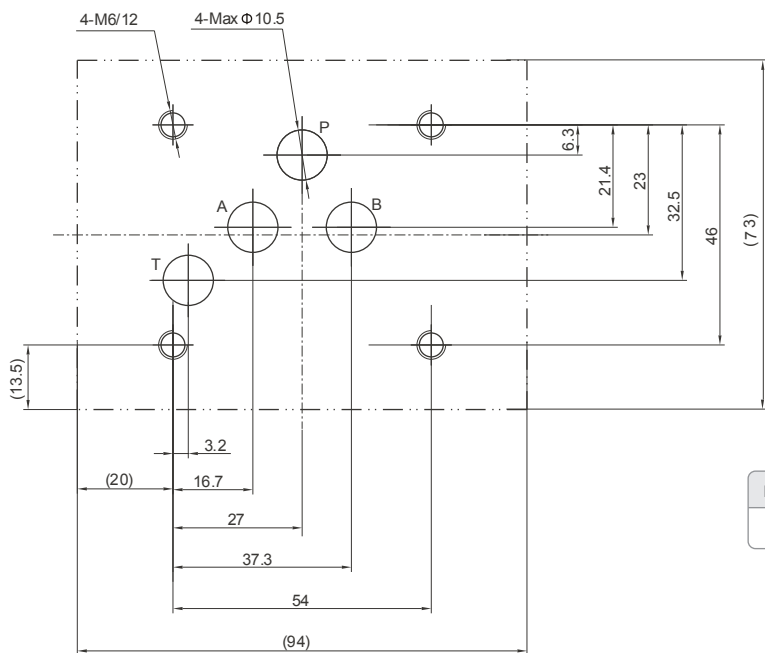 4-M6/12
4-Max Φ10.5
P
6.3
A
B
21.4
23
32.5
46
(73)
T
(13.5)
3.2
(20)
16.7
27
37.3
54
(94)